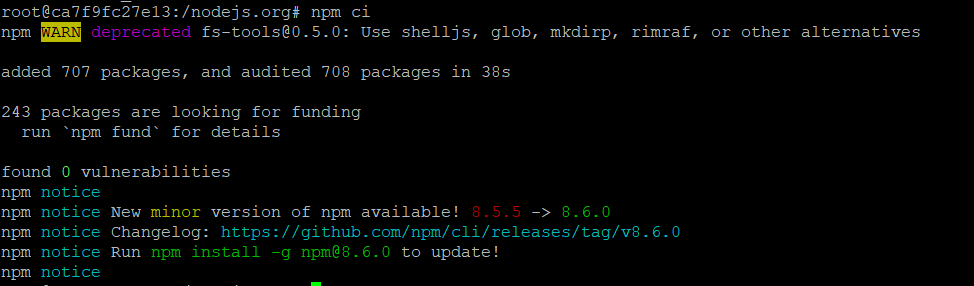 root@ca7f9fc27e13:/nodejs.org# npm ci
npm WARN deprecated fs-tools@0.5.0: Use shelljs, glob, mkdirp, rimraf, or other alternatives
added 707 packages, and audited 708 packages in 38s
243 packages are looking for funding
  run `npm fund` for details
found 0 vulnerabilities
npm notice
npm notice New minor version of npm available! 8.5.5 -> 8.6.0
npm notice Changelog: https://github.com/npm/cli/releases/tag/v8.6.0
npm notice Run npm install -g npm@8.6.0 to update!
npm notice